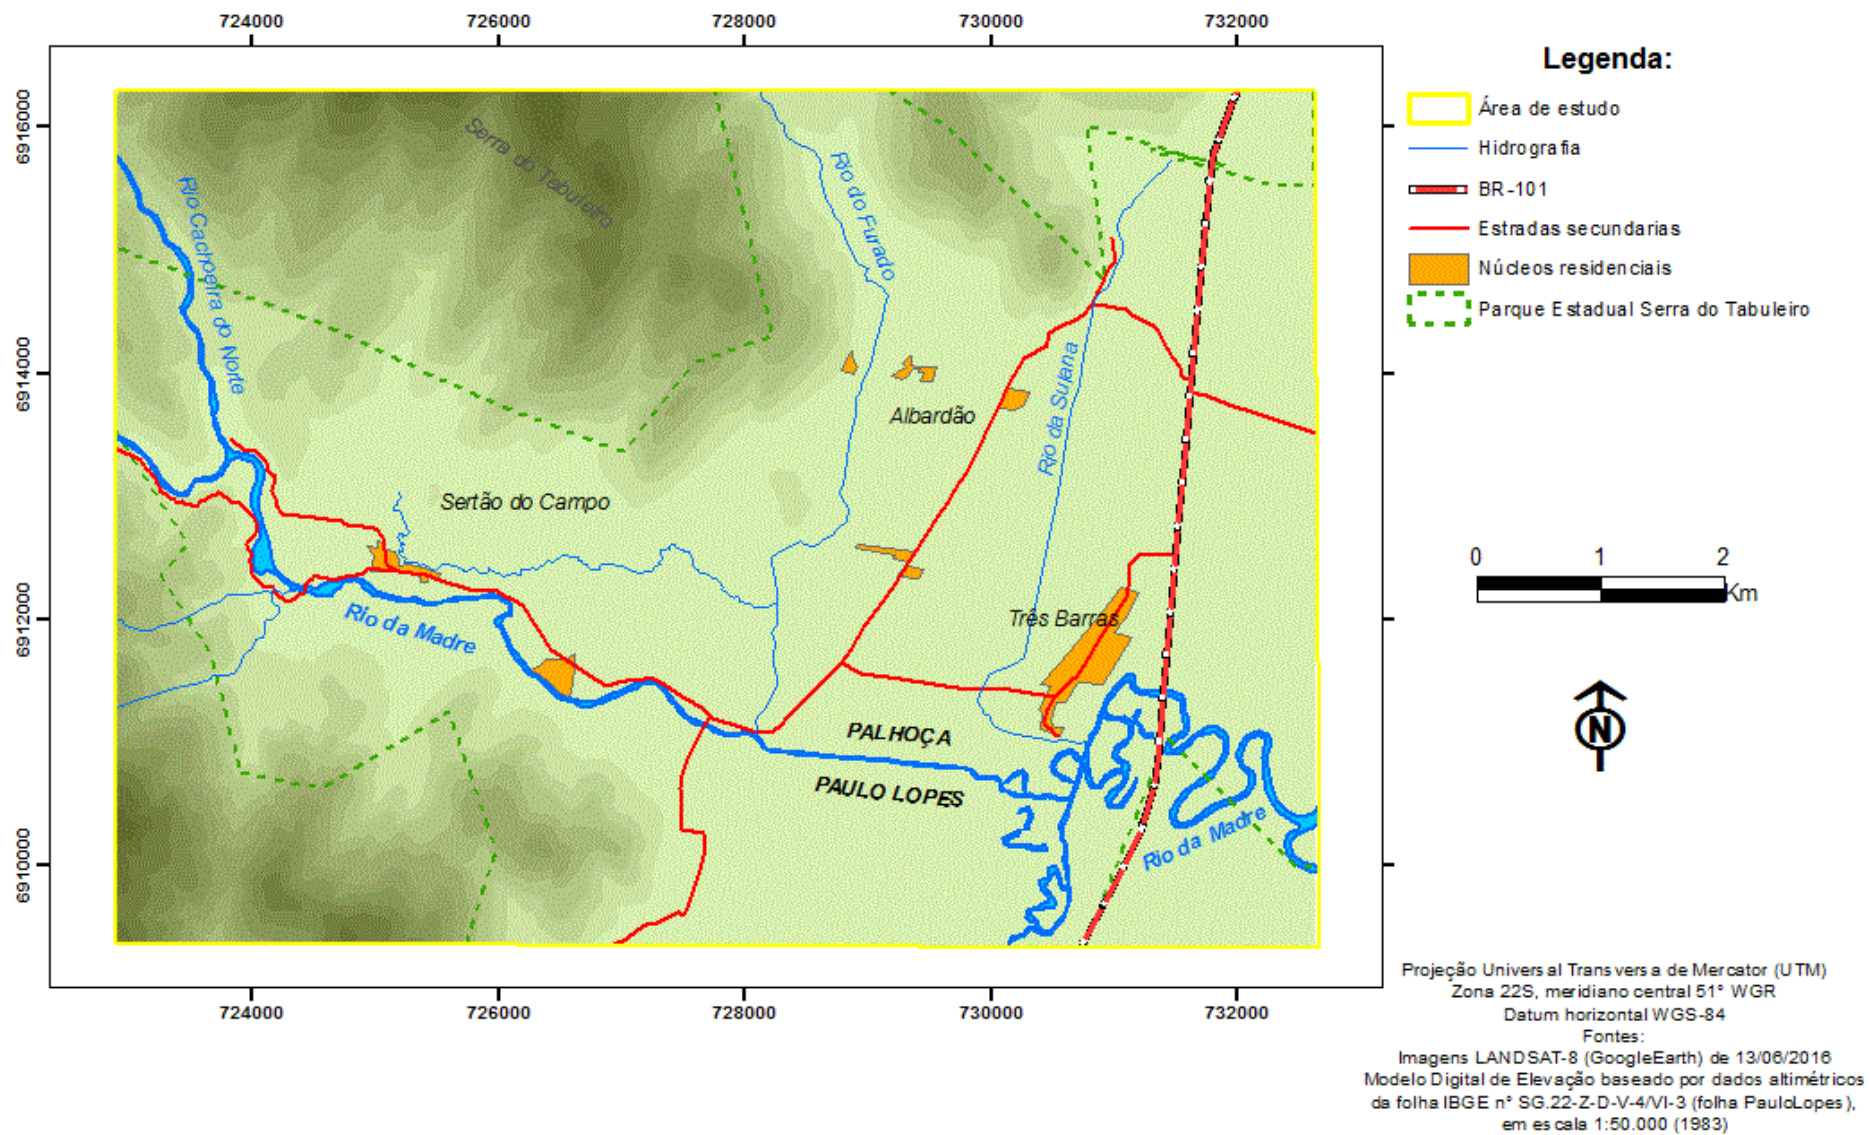 724000 726000 728000 730000 732000
6916000
6914000
6912000
6910000
Serra do Tabuleiro
Rio Cachoeira do Norte
Rio do Furado
Rio da Sujana
Albardão
Sertão do Campo
Três Barras
Rio da Madre
PALHOÇA
PAULO LOPES
Rio da Madre
724000 726000 728000 730000 732000
Legenda:
Área de estudo
Hidrografia
BR-101
Estradas secundarias
Núcleos residenciais
Parque Estadual Serra do Tabuleiro
0 1 2
Km
N
Projeção Universal Transversa de Mercator (UTM)
Zona 22S, meridiano central 51° WGR
Datum horizontal WGS-84
Fontes:
Imagens LANDSAT-8 (GoogleEarth) de 13/06/2016
Modelo Digital de Elevação baseado por dados altimétricos
da folha IBGE n° SG.22-Z-D-V-4/VI-3 (folha PauloLopes),
em escala 1:50.000 (1983)